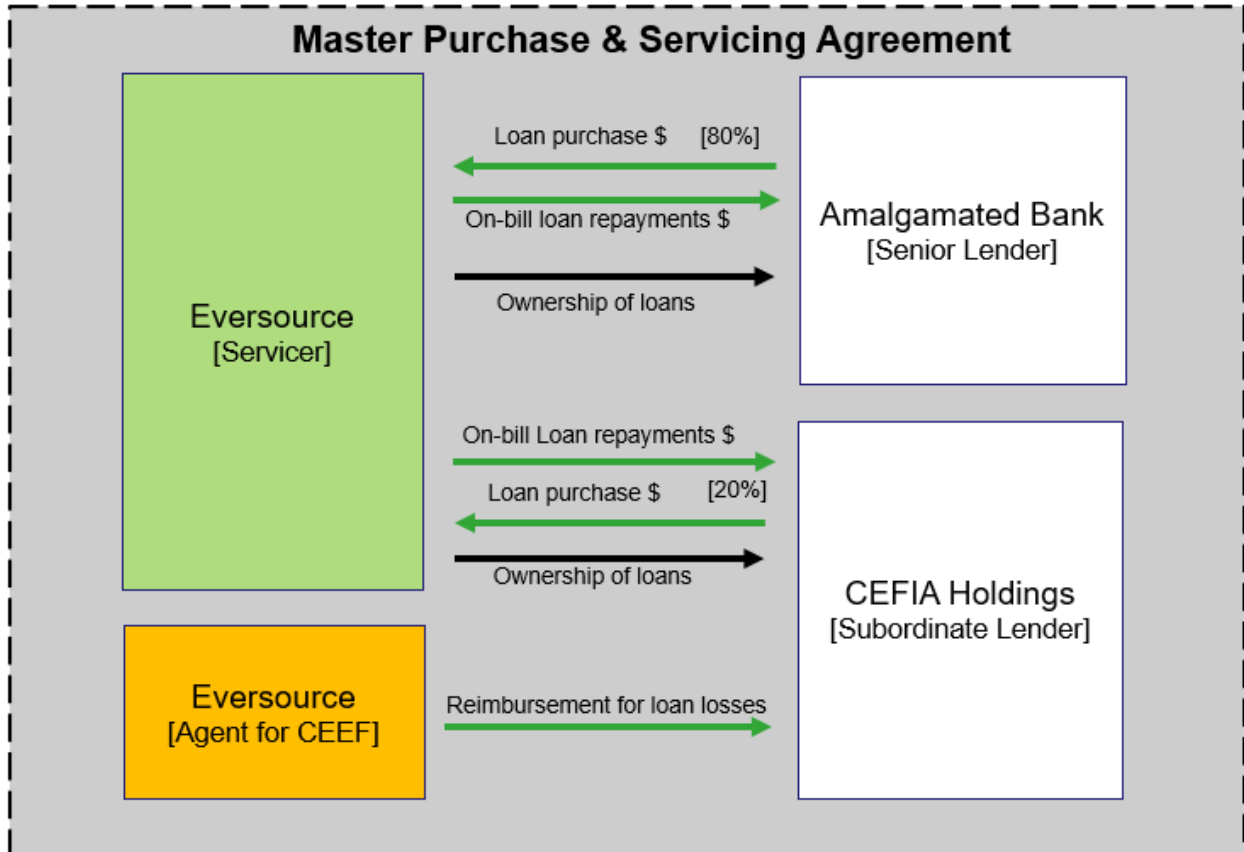 Master Purchase & Servicing Agreement
Eversource
[Servicer]
Loan purchase $ [80%]
On-bill loan repayments $
Ownership of loans
Amalgamated Bank
[Senior Lender]
On-bill Loan repayments $
Loan purchase $ [20%]
Ownership of loans
CEFIA Holdings
[Subordinate Lender]
Eversource
[Agent for CEEF]
Reimbursement for loan losses